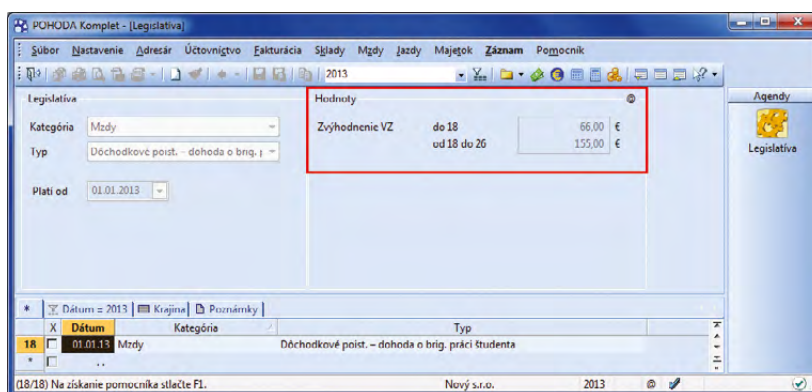 POHODA Komplet - [Legislatíva]
Súbor Nastavenie Adresár Účtovníctvo Fakturácia Sklady Mzdy Jazdy Majetok Záznam Pomocník
2013
Legislatíva
Hodnoty
Agendy
Kategória Mzdy
Zvýhodnenie VZ do 18 66,00 €
Typ Dôchodkové poist. – dohoda o brig. p
od 18 do 26 155,00 €
Legislatíva
Platí od 01.01.2013
* Dátum = 2013 Krajina Poznámky
X Dátum Kategória Typ
18 01.01.13 Mzdy Dôchodkové poist. – dohoda o brig. práci študenta
* ..
(18/18) Na získanie pomocníka stlačte F1. Nový s.r.o. 2013 @